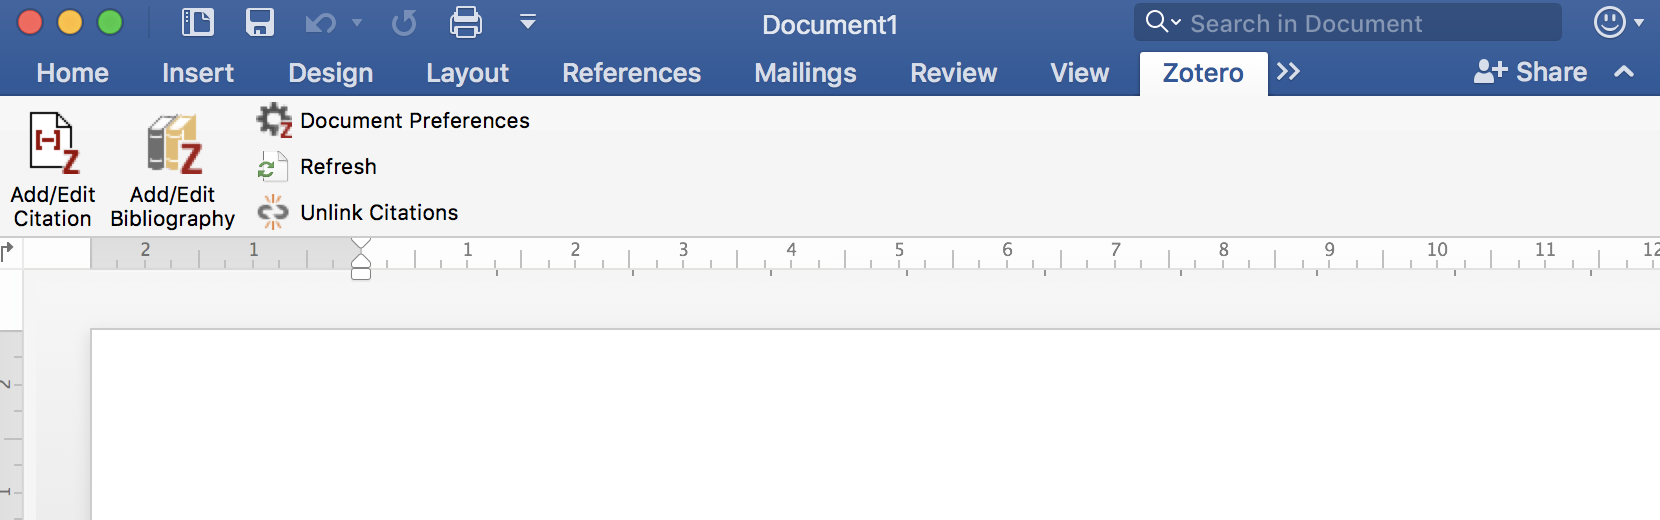 Document1
Search in Document
Home Insert Design Layout References Mailings Review View Zotero >> Share
Add/Edit Citation
Add/Edit Bibliography
Document Preferences
Refresh
Unlink Citations
2 1 1 2 3 4 5 6 7 8 9 10 11 12
2
1